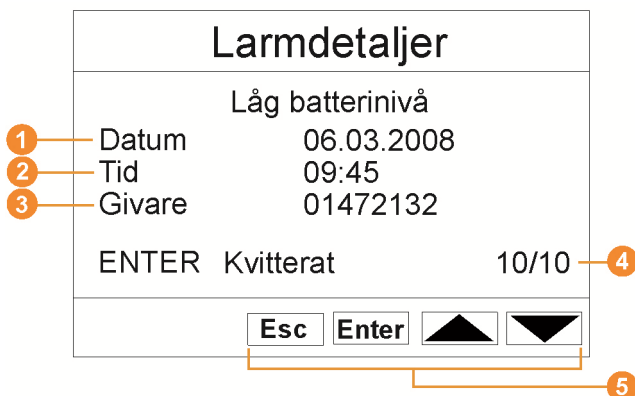 Larmdetaljer
Låg batterinivå
1 Datum 06.03.2008
2 Tid 09:45
3 Givare 01472132
ENTER Kvitterat 10/10 4
Esc Enter
5